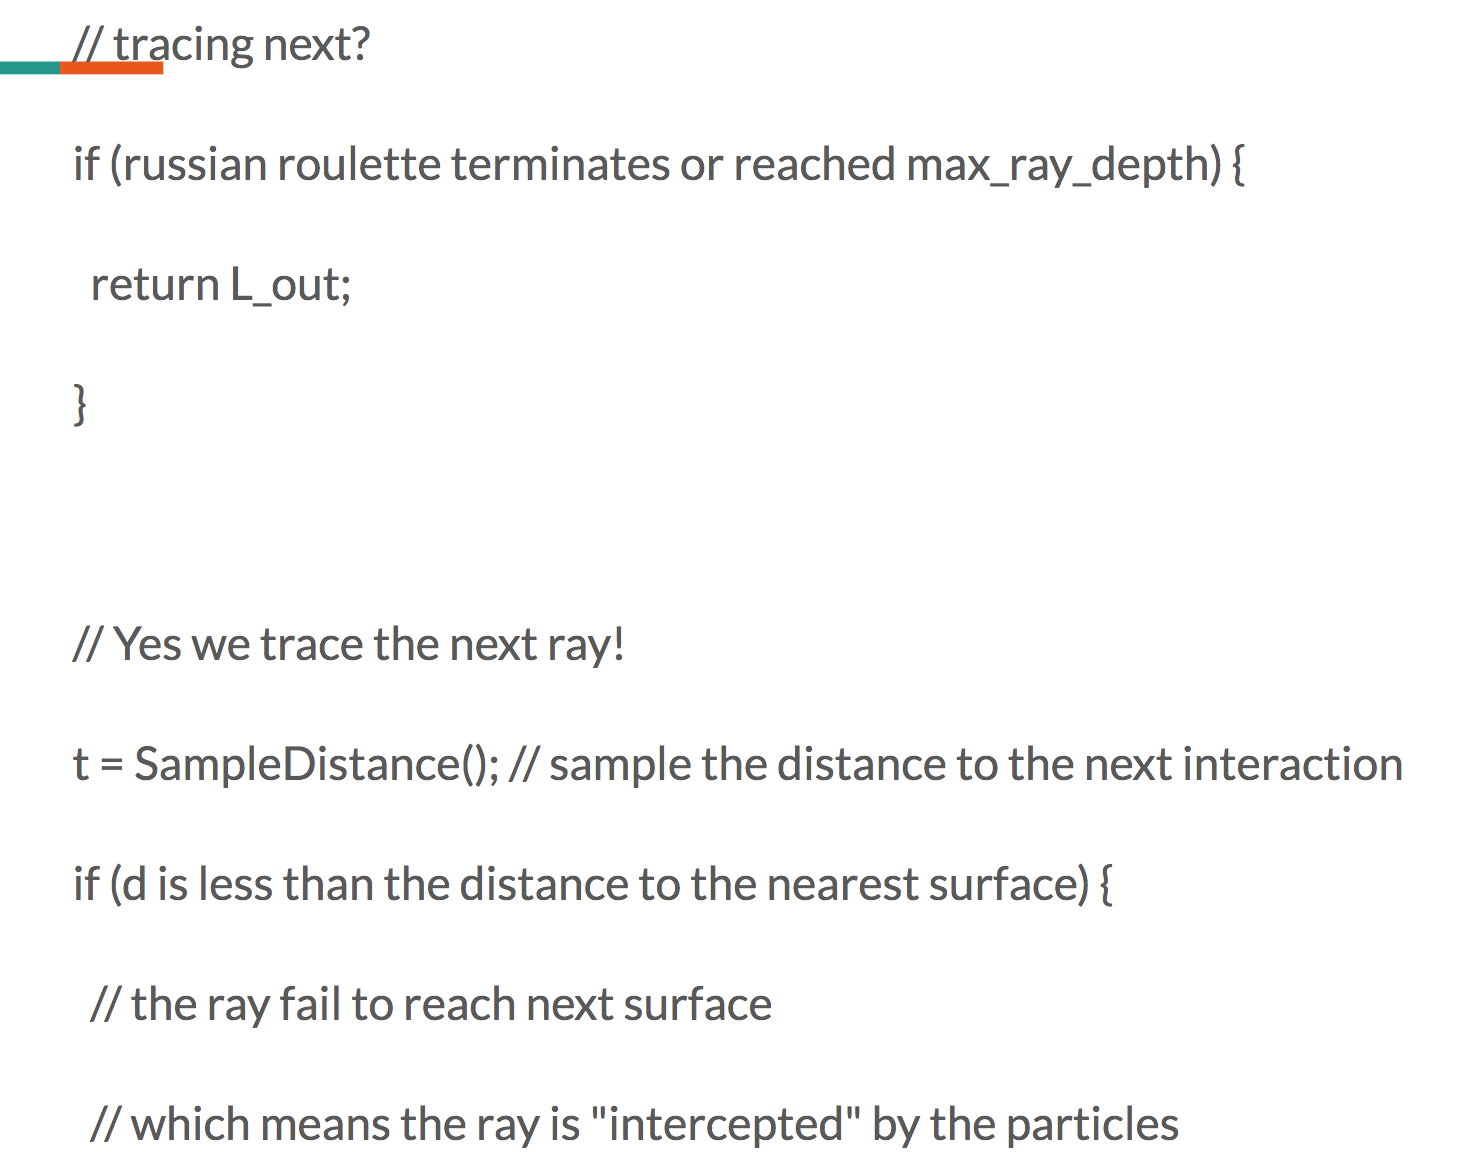 // tracing next?
if (russian roulette terminates or reached max_ray_depth) {
return L_out;
}
// Yes we trace the next ray!
t = SampleDistance(); // sample the distance to the next interaction
if (d is less than the distance to the nearest surface) {
// the ray fail to reach next surface
// which means the ray is "intercepted" by the particles